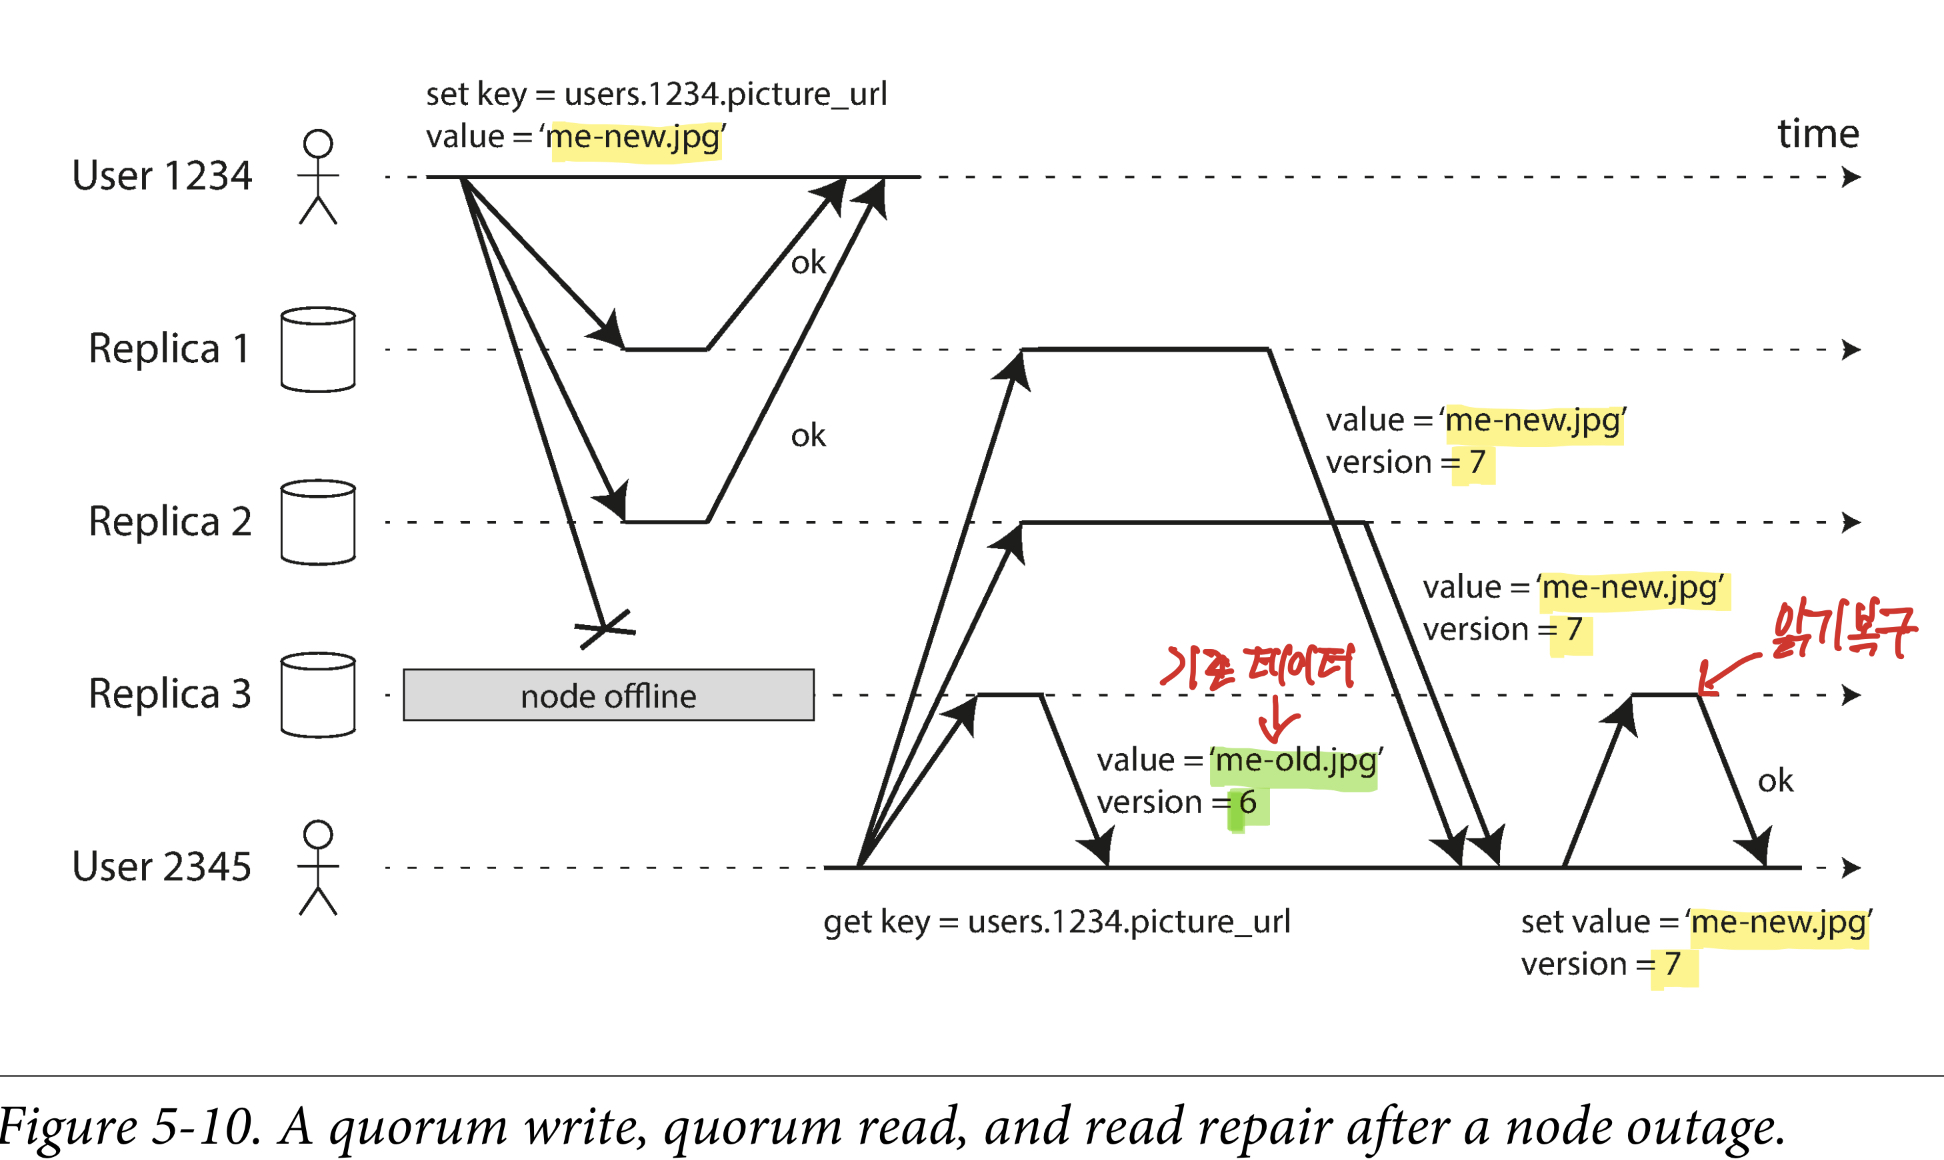 set key = users.1234.picture_url
value = ‘me-new.jpg’
time
User 1234
ok
Replica 1
value = ‘me-new.jpg’
version = 7
ok
Replica 2
value = ‘me-new.jpg’
version = 7
읽기복구
기존 데이터
Replica 3
node offline
value = ‘me-old.jpg’
version = 6
ok
User 2345
get key = users.1234.picture_url
set value = ‘me-new.jpg’
version = 7
Figure 5-10. A quorum write, quorum read, and read repair after a node outage.